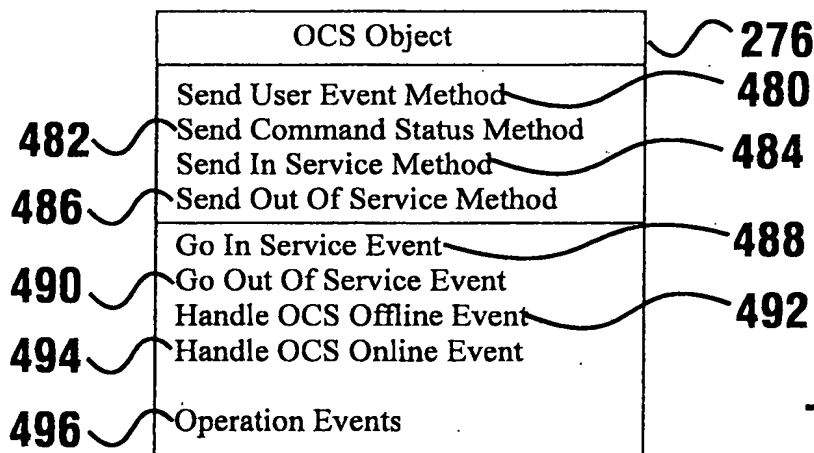 OCS Object 276
Send User Event Method 480
482 Send Command Status Method
Send In Service Method 484
486 Send Out Of Service Method
Go In Service Event 488
490 Go Out Of Service Event
Handle OCS Offline Event 492
494 Handle OCS Online Event
496 Operation Events